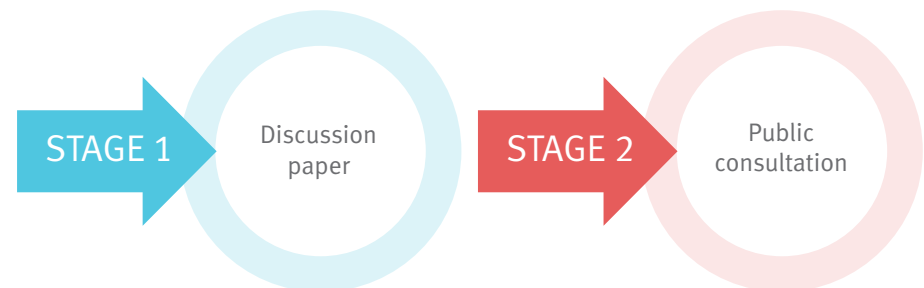 STAGE 1
Discussion
paper
STAGE 2
Public
consultation